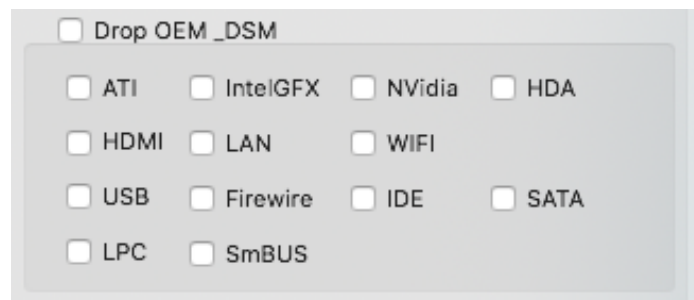 Drop OEM _DSM
ATI IntelGFX NVidia HDA
HDMI LAN WIFI
USB Firewire IDE SATA
LPC SmBUS